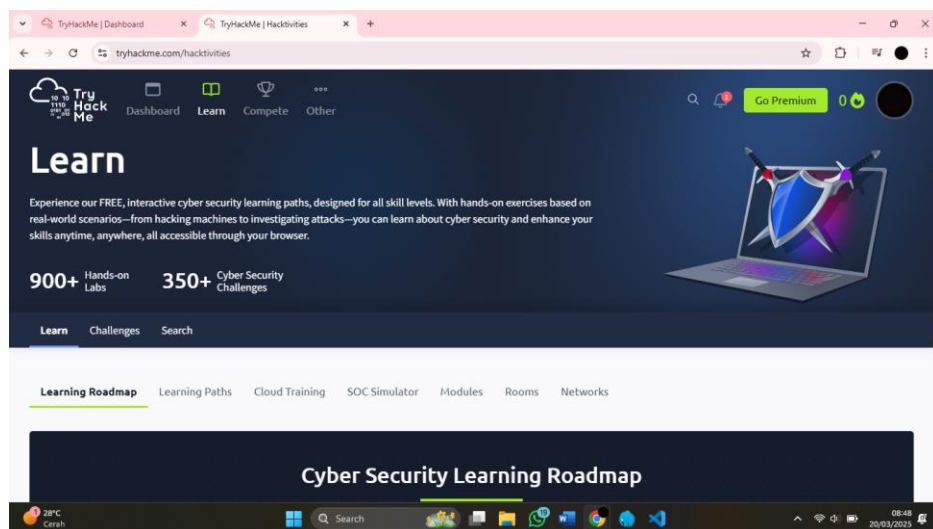 TryHackMe | Dashboard
TryHackMe | Hacktivities
tryhackme.com/hacktivities
Try
Hack
Me
Dashboard
Learn
Compete
Other
Go Premium
0
Learn
Experience our FREE, interactive cyber security learning paths, designed for all skill levels. With hands-on exercises based on
real-world scenarios—from hacking machines to investigating attacks—you can learn about cyber security and enhance your
skills anytime, anywhere, all accessible through your browser.
900+ Hands-on Labs
350+ Cyber Security Challenges
Learn Challenges Search
Learning Roadmap Learning Paths Cloud Training SOC Simulator Modules Rooms Networks
Cyber Security Learning Roadmap
1
28°C
Cerah
Search
19
08:48
20/03/2025